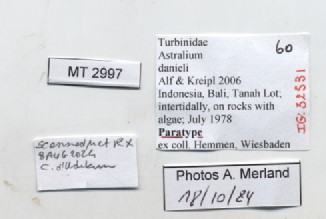 MT 2997
Turbinidae
Astralium
danieli
Alf & Kreipl 2006
Indonesia, Bali, Tanah Lot;
intertidally, on rocks with
algae; July 1978
Paratype
ex coll. Hemmen, Wiesbaden
60
IG: 32531
8AUG2024
Photos A. Merland
18/10/24